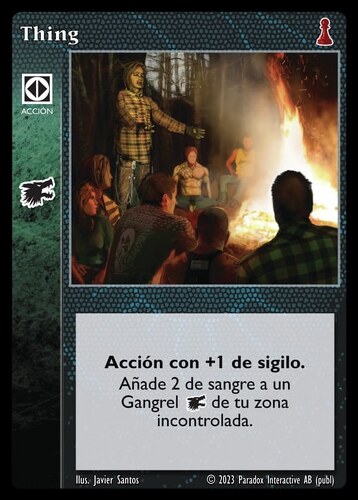 Thing
ACCIÓN
Acción con +1 de sigilo.
Añade 2 de sangre a un
Gangrel de tu zona
incontrolada.
Ilus. Javier Santos © 2023 Paradox Interactive AB (publ)